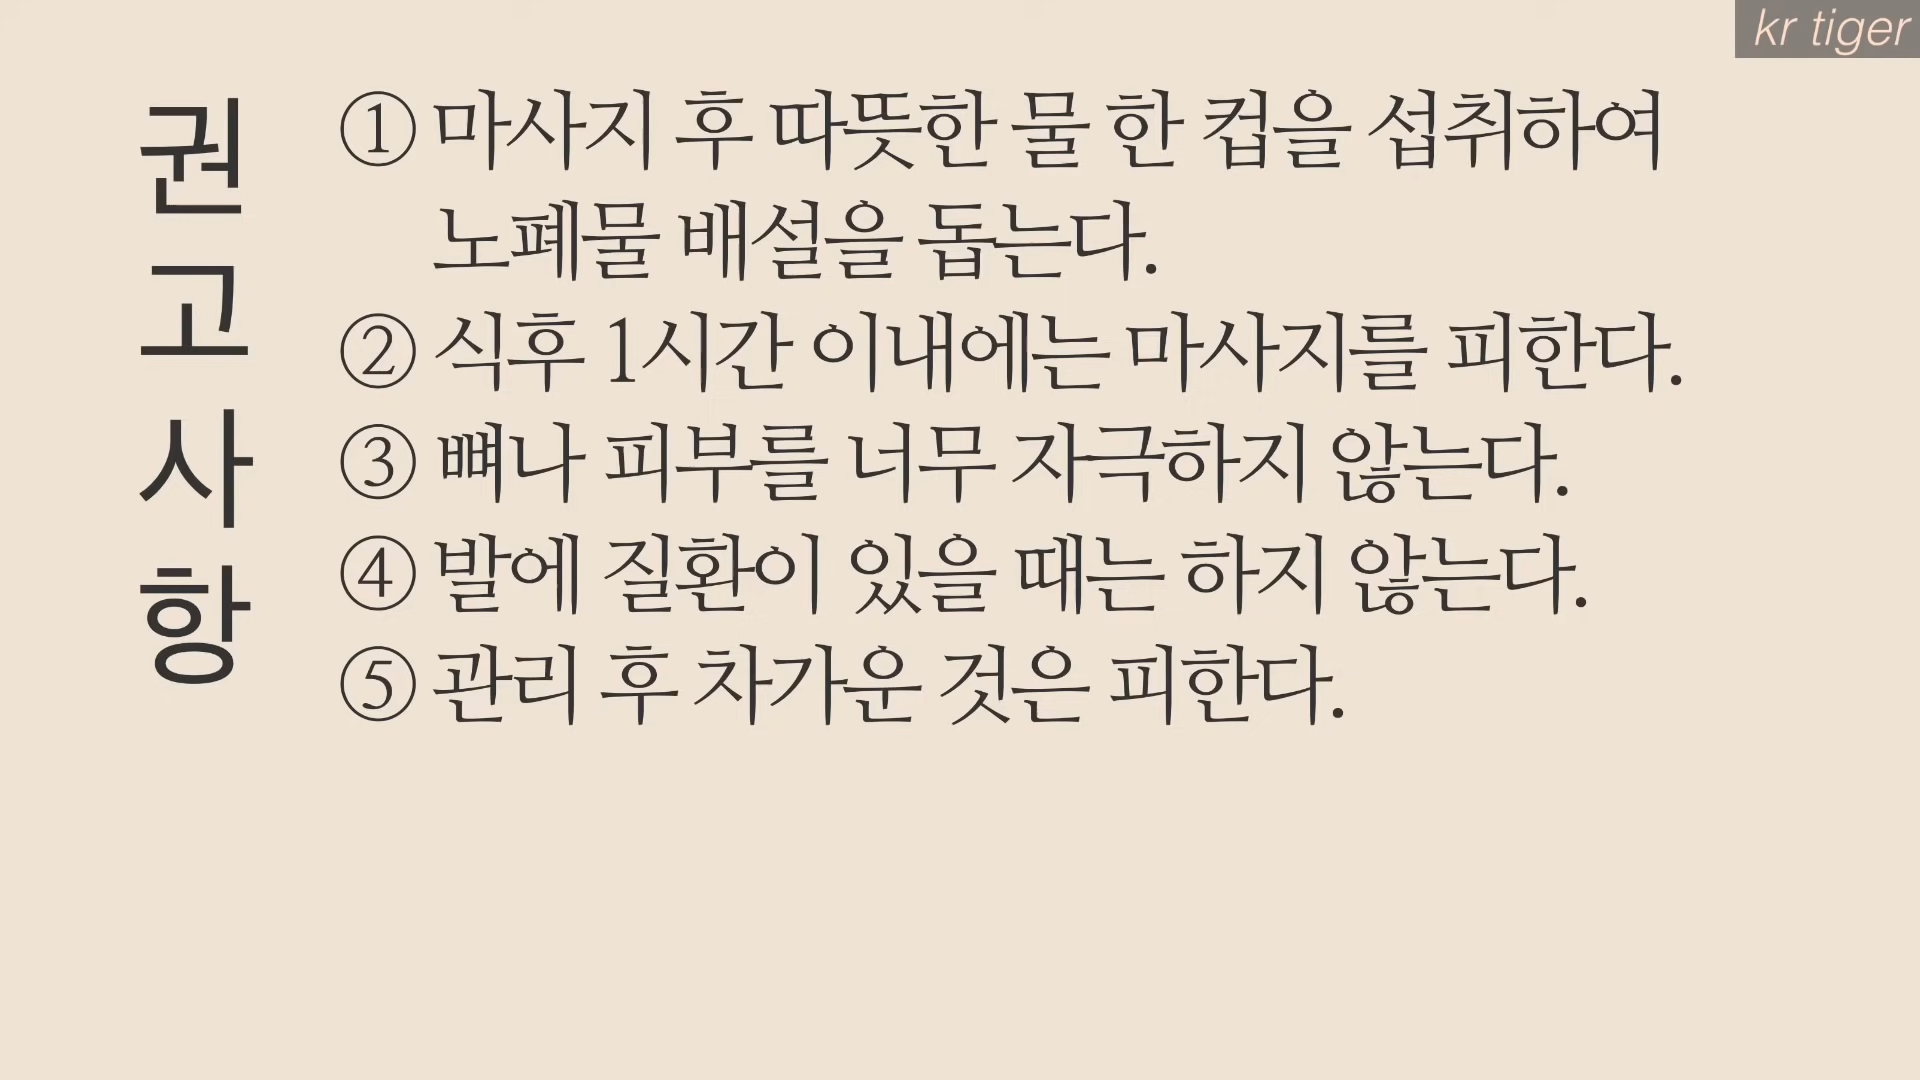 kr tiger
권고사항
① 마사지 후 따뜻한 물 한 컵을 섭취하여
노폐물 배설을 돕는다.
② 식후 1시간 이내에는 마사지를 피한다.
③ 뼈나 피부를 너무 자극하지 않는다.
④ 발에 질환이 있을 때는 하지 않는다.
⑤ 관리 후 차가운 것은 피한다.